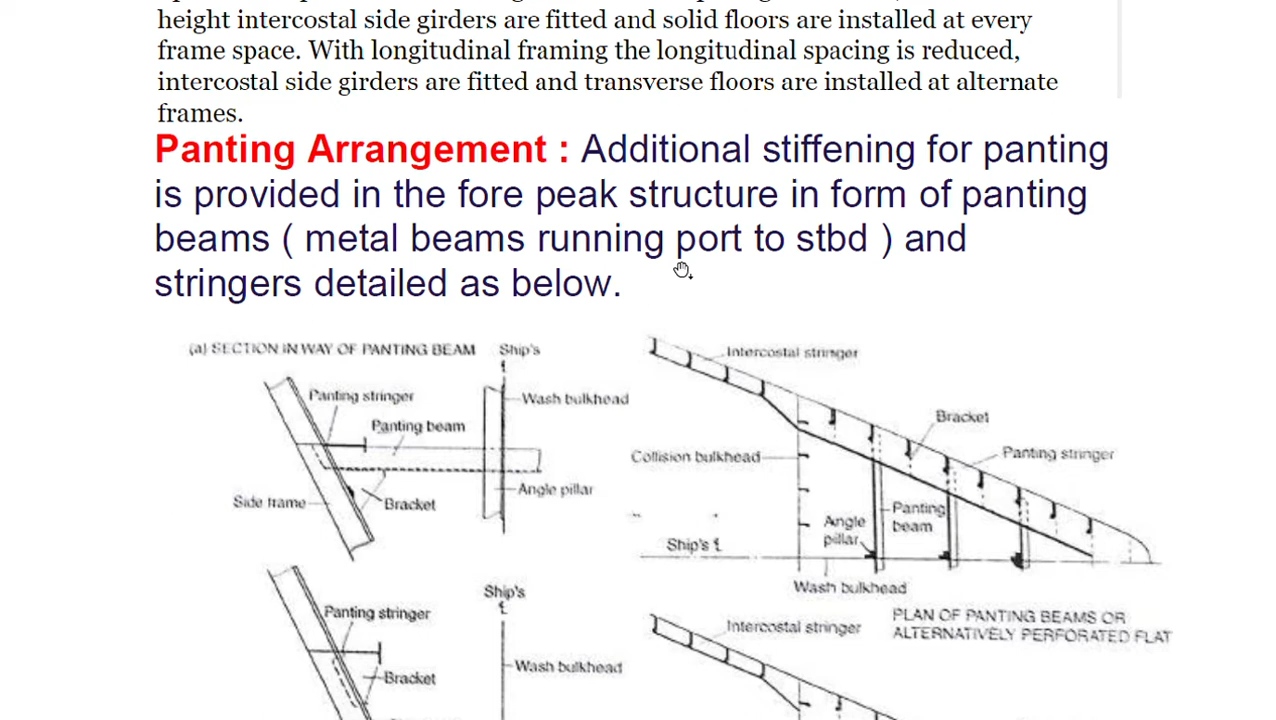 height intercostal side girders are fitted and solid floors are installed at every
frame space. With longitudinal framing the longitudinal spacing is reduced,
intercostal side girders are fitted and transverse floors are installed at alternate
frames.
Panting Arrangement : Additional stiffening for panting
is provided in the fore peak structure in form of panting
beams ( metal beams running port to stbd ) and
stringers detailed as below.
(a) SECTION IN WAY OF PANTING BEAM
Ship's
℄
Panting stringer
Wash bulkhead
Panting beam
Side frame
Bracket
Angle pillar
Intercostal stringer
Bracket
Collision bulkhead
Panting stringer
Angle
pillar
Panting
beam
Ship's ℄
Wash bulkhead
PLAN OF PANTING BEAMS OR
ALTERNATIVELY PERFORATED FLAT
Ship's
℄
Panting stringer
Wash bulkhead
Bracket
Intercostal stringer